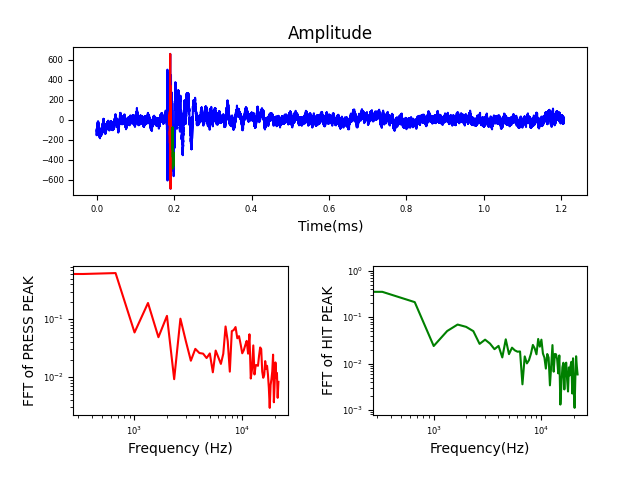 Amplitude
600
400
200
0
−200
−400
−600
0.0 0.2 0.4 0.6 0.8 1.0 1.2
Time(ms)
FFT of PRESS PEAK
10⁻¹
10⁻²
10³ 10⁴
Frequency (Hz)
FFT of HIT PEAK
10⁰
10⁻¹
10⁻²
10⁻³
10³ 10⁴
Frequency(Hz)